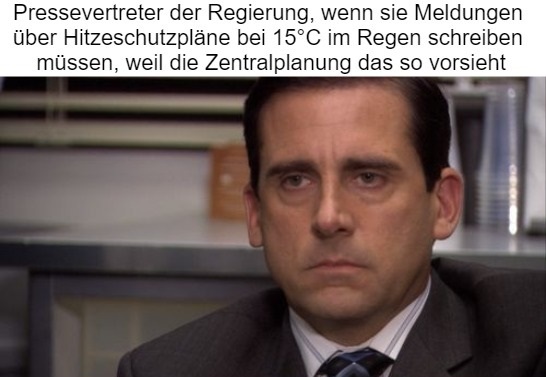 Pressevertreter der Regierung, wenn sie Meldungen
über Hitzeschutzpläne bei 15°C im Regen schreiben
müssen, weil die Zentralplanung das so vorsieht